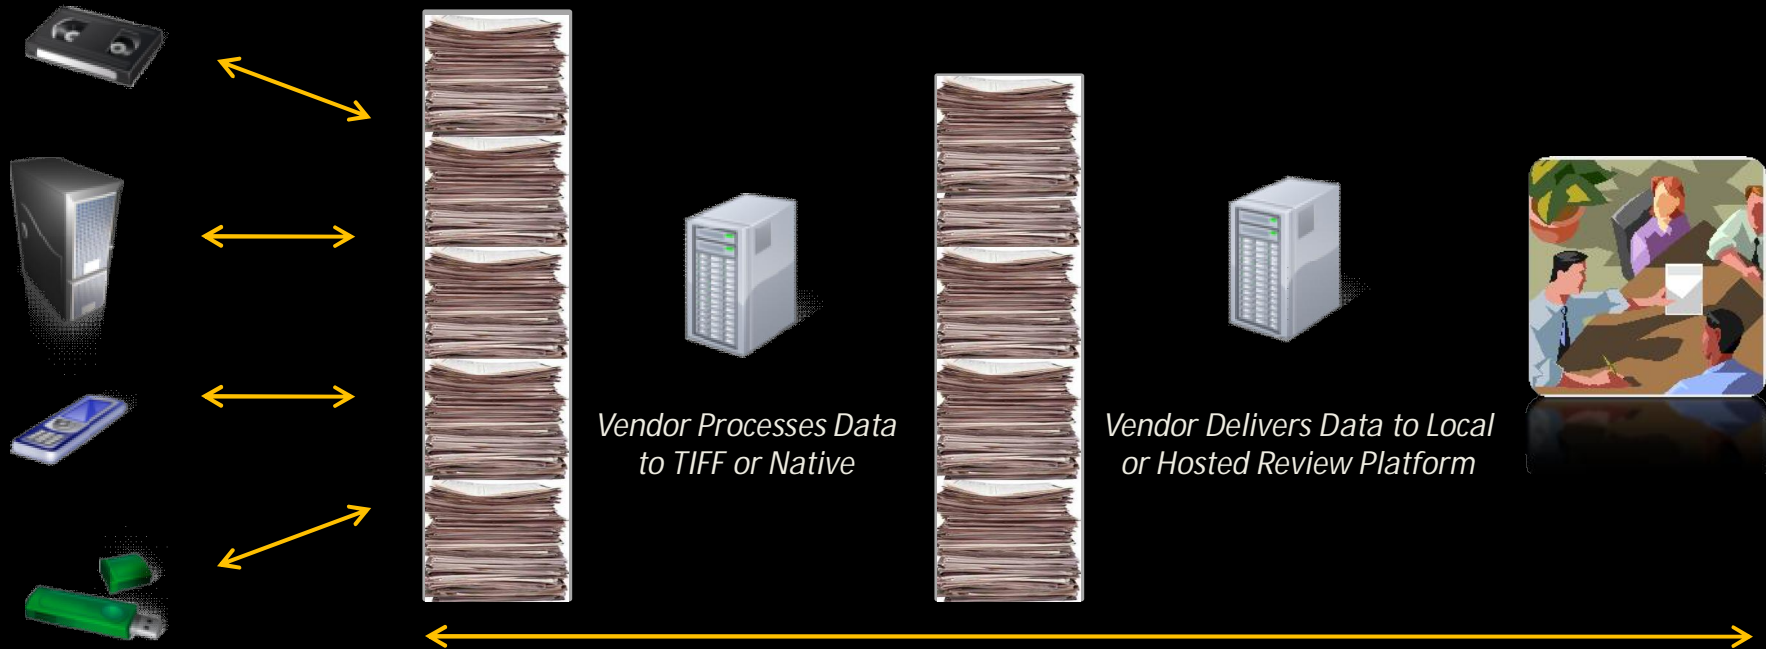 Vendor Processes Data
to TIFF or Native
Vendor Delivers Data to Local
or Hosted Review Platform